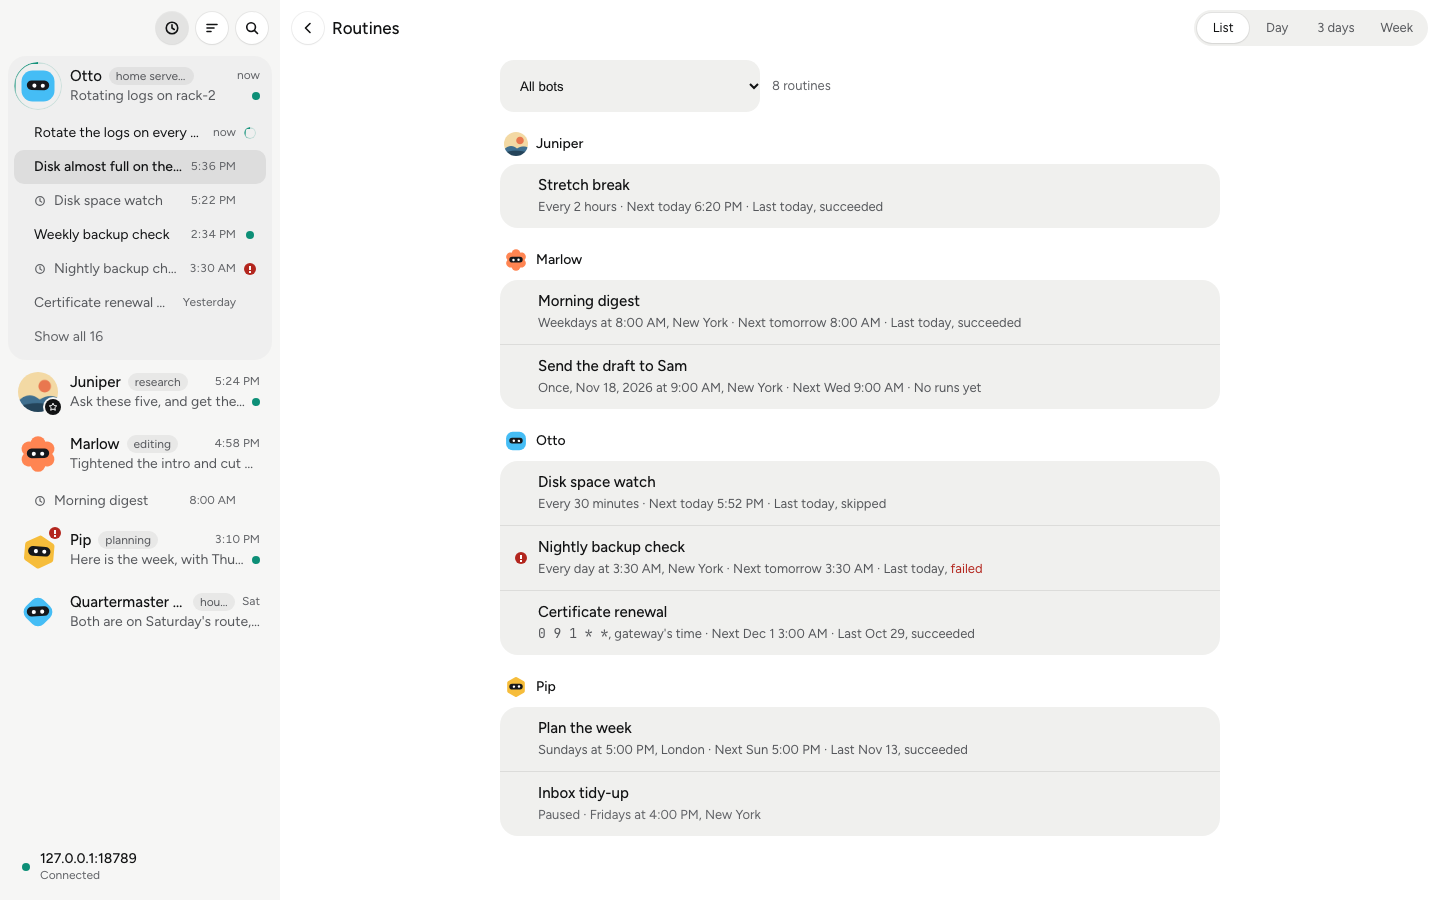 Otto home serve... now
Rotating logs on rack-2
Rotate the logs on every ... now
Disk almost full on the... 5:36 PM
Disk space watch 5:22 PM
Weekly backup check 2:34 PM
Nightly backup ch... 3:30 AM
Certificate renewal ... Yesterday
Show all 16
Juniper research 5:24 PM
Ask these five, and get the...
Marlow editing 4:58 PM
Tightened the intro and cut ...
Morning digest 8:00 AM
Pip planning 3:10 PM
Here is the week, with Thu...
Quartermaster ... hou... Sat
Both are on Saturday's route,...
127.0.0.1:18789
Connected
Routines
List Day 3 days Week
All bots 8 routines
Juniper
Stretch break
Every 2 hours · Next today 6:20 PM · Last today, succeeded
Marlow
Morning digest
Weekdays at 8:00 AM, New York · Next tomorrow 8:00 AM · Last today, succeeded
Send the draft to Sam
Once, Nov 18, 2026 at 9:00 AM, New York · Next Wed 9:00 AM · No runs yet
Otto
Disk space watch
Every 30 minutes · Next today 5:52 PM · Last today, skipped
Nightly backup check
Every day at 3:30 AM, New York · Next tomorrow 3:30 AM · Last today, failed
Certificate renewal
0 9 1 * *, gateway's time · Next Dec 1 3:00 AM · Last Oct 29, succeeded
Pip
Plan the week
Sundays at 5:00 PM, London · Next Sun 5:00 PM · Last Nov 13, succeeded
Inbox tidy-up
Paused · Fridays at 4:00 PM, New York